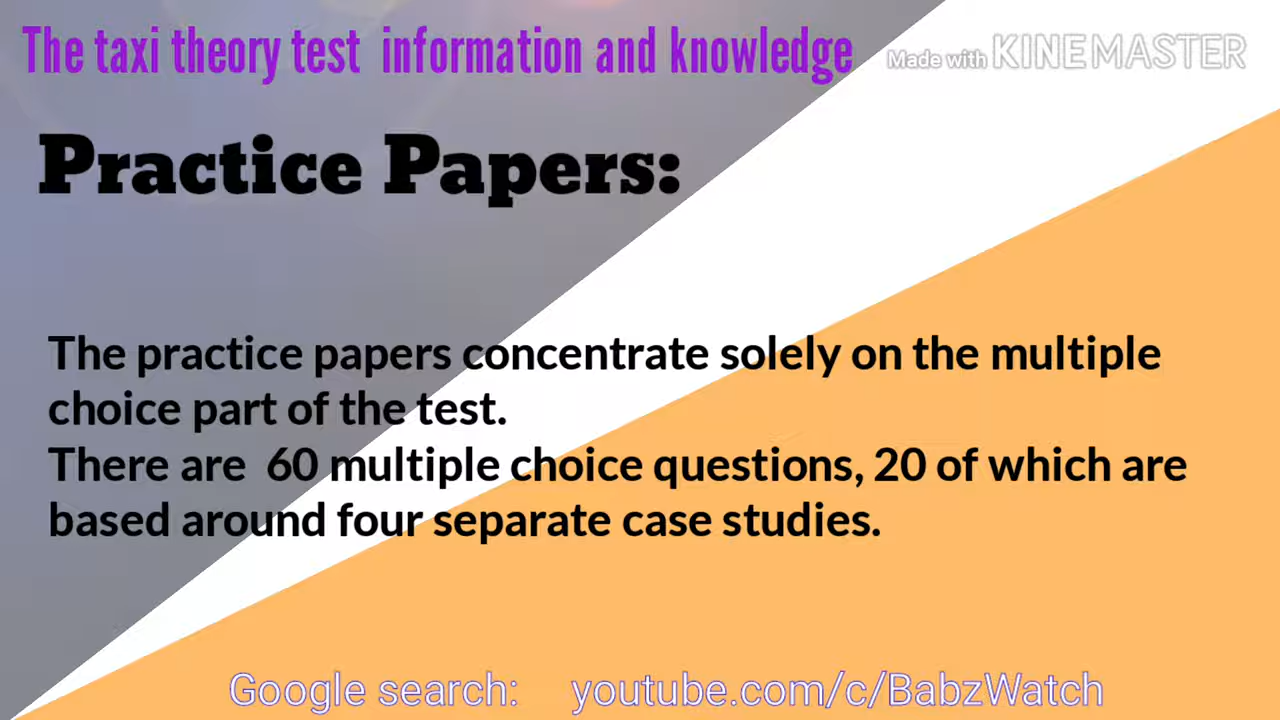 The taxi theory test information and knowledge
Made with KINEMASTER
Practice Papers:
The practice papers concentrate solely on the multiple
choice part of the test.
There are 60 multiple choice questions, 20 of which are
based around four separate case studies.
Google search: youtube.com/c/BabzWatch